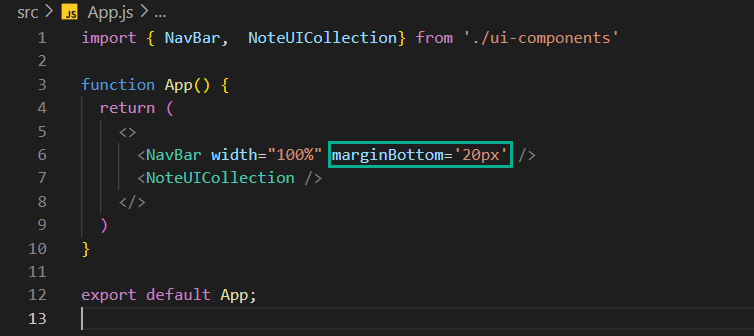 src > JS App.js > ...
1 import { NavBar,  NoteUICollection} from './ui-components'
2
3 function App() {
4   return (
5     <>
6       <NavBar width="100%" marginBottom='20px' />
7       <NoteUICollection />
8     </>
9   )
10 }
11
12 export default App;
13